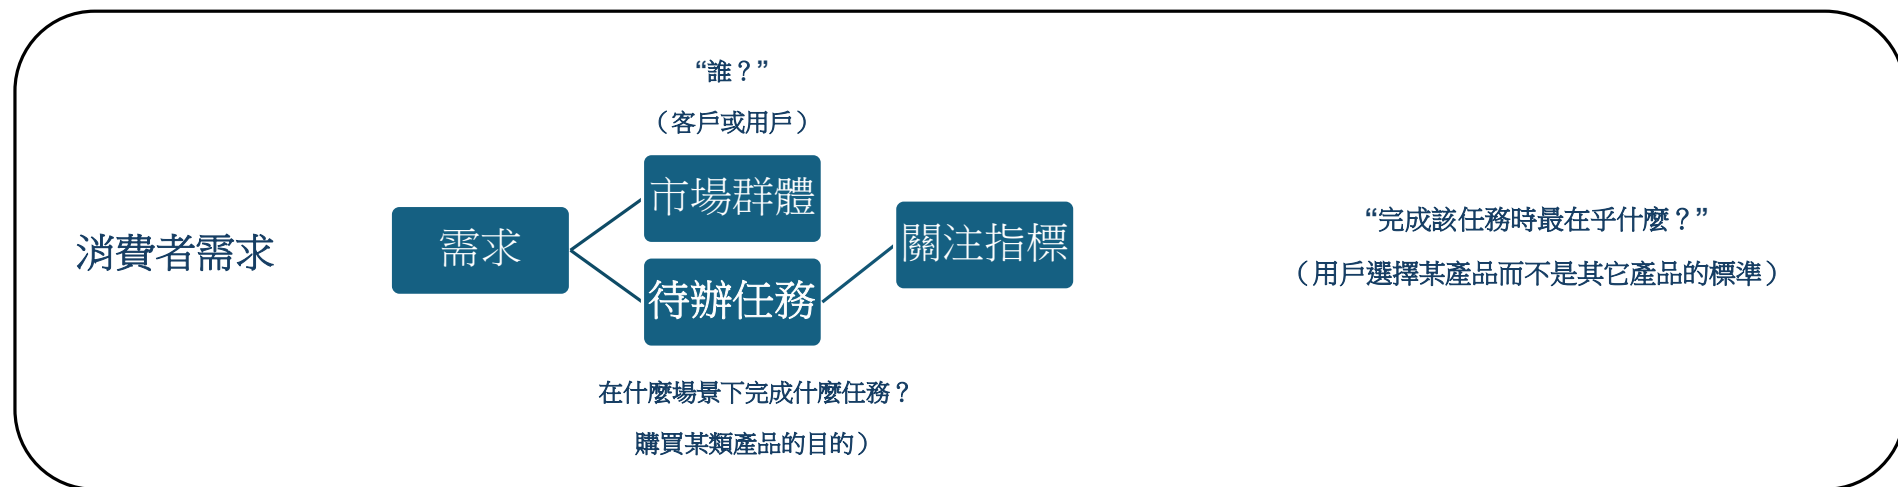 “誰？”
（客戶或用戶）
市場群體
消費者需求
需求
待辦任務
關注指標
“完成該任務時最在乎什麼？”
（用戶選擇某產品而不是其它產品的標準）
在什麼場景下完成什麼任務？
購買某類產品的目的）